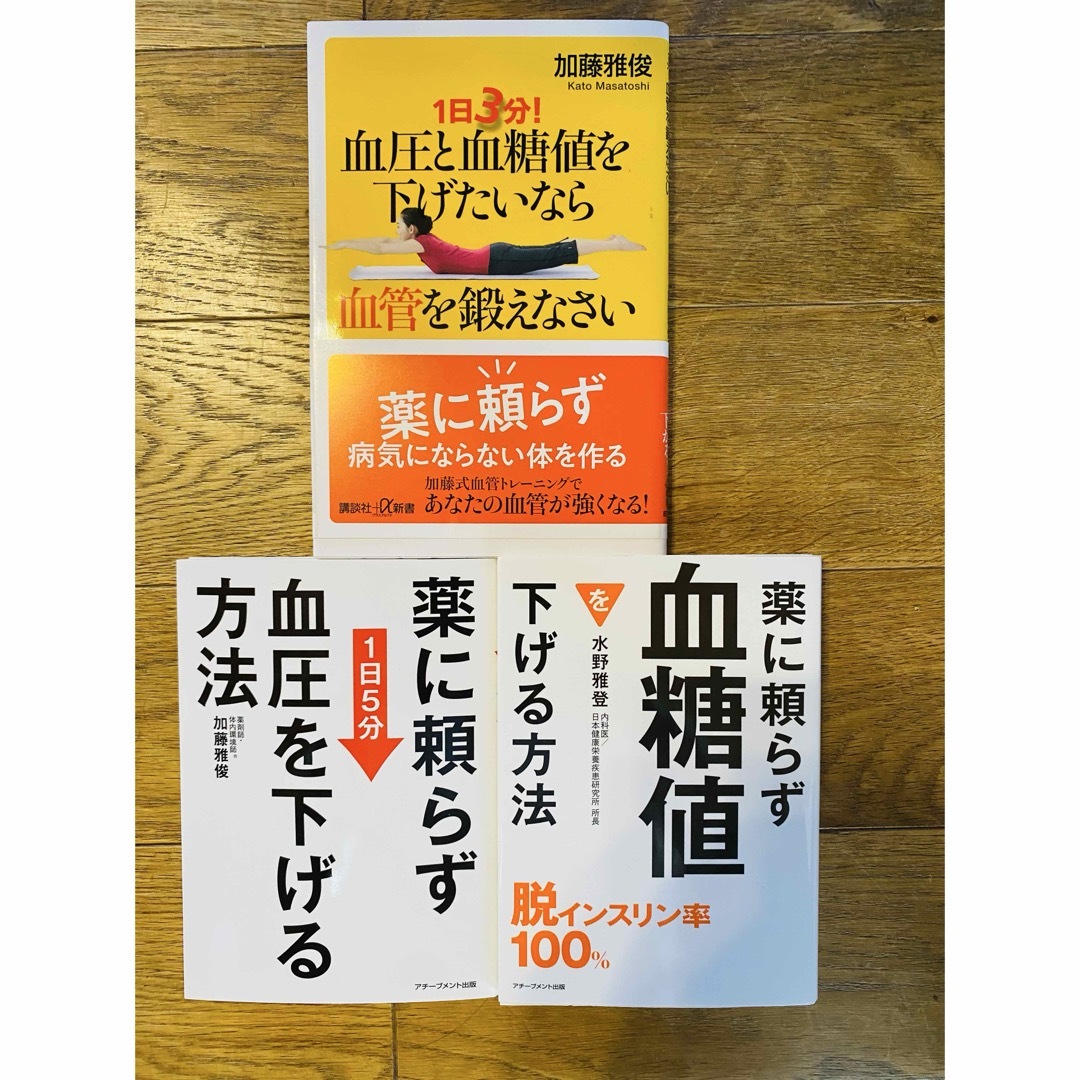 加藤雅俊
Kato Masatoshi
1日3分!
血圧と血糖値を
下げたいなら
血管を鍛えなさい
薬に頼らず
病気にならない体を作る
加藤式血管トレーニングで
あなたの血管が強くなる!
講談社+α新書
薬に頼らず
1日5分
血圧を下げる
方法
薬剤師・
体内環境師®
加藤雅俊
アチーブメント出版
薬に頼らず
血糖値
を
下げる方法
水野雅登
内科医/
日本健康栄養疾患研究所 所長
脱インスリン率
100%
アチーブメント出版